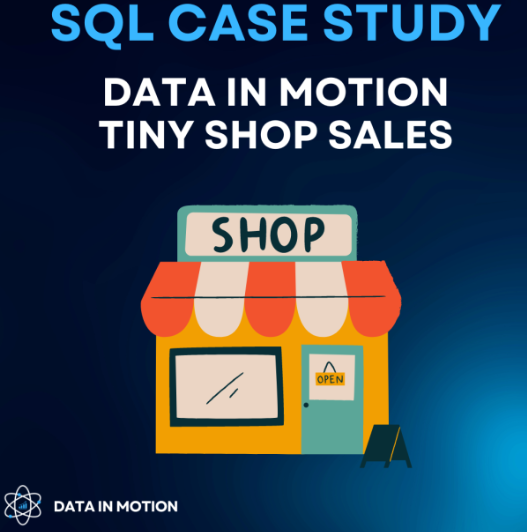 SQL CASE STUDY
DATA IN MOTION
TINY SHOP SALES
SHOP
OPEN
DATA IN MOTION